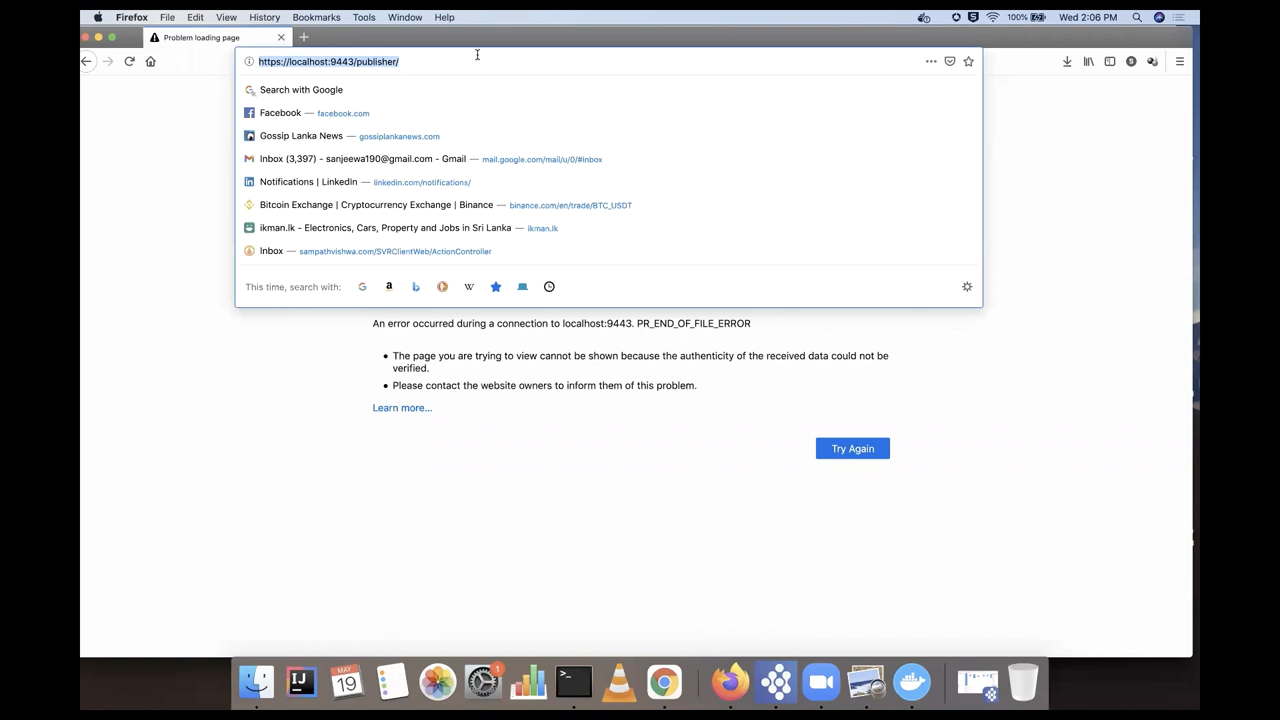 Firefox File Edit View History Bookmarks Tools Window Help 100% Wed 2:06 PM
Problem loading page
https://localhost:9443/publisher/
Search with Google
Facebook — facebook.com
Gossip Lanka News — gossiplankanews.com
Inbox (3,397) - sanjeewa190@gmail.com - Gmail — mail.google.com/mail/u/0/#inbox
Notifications | LinkedIn — linkedin.com/notifications/
Bitcoin Exchange | Cryptocurrency Exchange | Binance — binance.com/en/trade/BTC_USDT
ikman.lk - Electronics, Cars, Property and Jobs in Sri Lanka — ikman.lk
Inbox — sampathvishwa.com/SVRClientWeb/ActionController
This time, search with:
An error occurred during a connection to localhost:9443. PR_END_OF_FILE_ERROR
The page you are trying to view cannot be shown because the authenticity of the received data could not be
verified.
Please contact the website owners to inform them of this problem.
Learn more...
Try Again
MAY
19
1